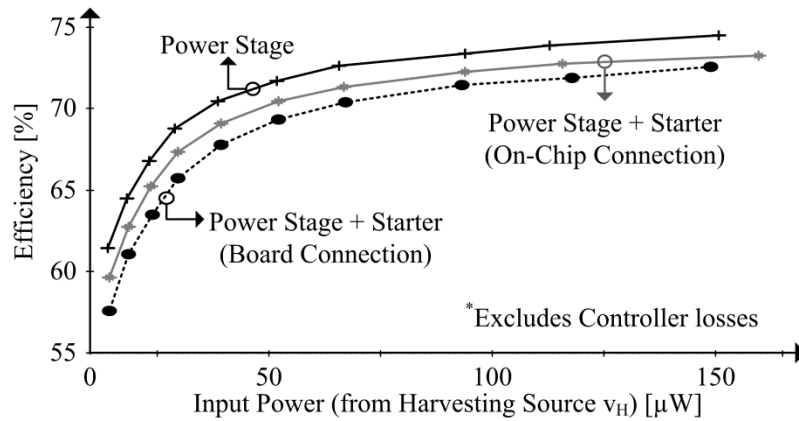 75
70
65
60
55
Efficiency [%]
Power Stage
Power Stage + Starter
(On-Chip Connection)
Power Stage + Starter
(Board Connection)
*Excludes Controller losses
0
50
100
150
Input Power (from Harvesting Source vH) [µW]